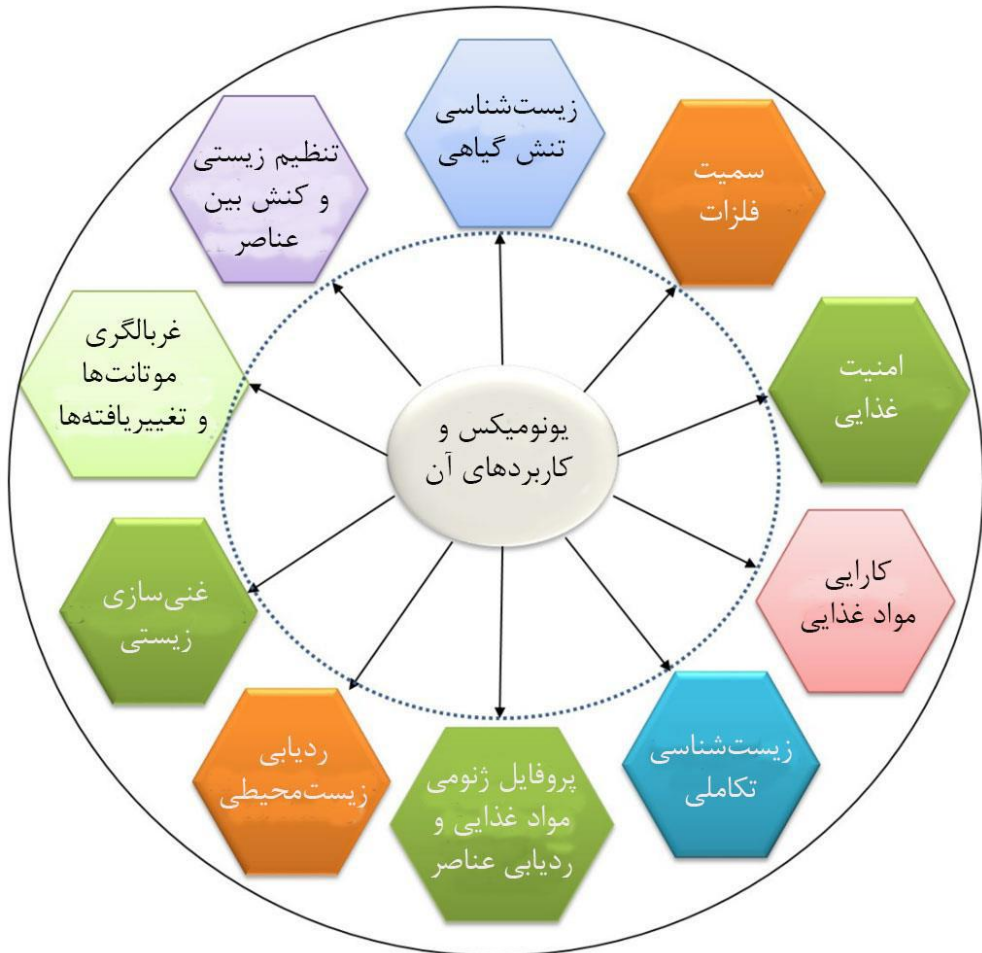 یونومیکس و
کاربردهای آن
زیست‌شناسی
تنش گیاهی
سمیت
فلزات
امنیت
غذایی
کارایی
مواد غذایی
زیست‌شناسی
تکاملی
پروفایل ژنومی
مواد غذایی و
ردیابی عناصر
ردیابی
زیست‌محیطی
غنی‌سازی
زیستی
غربالگری
موتانت‌ها
و تغییریافته‌ها
تنظیم زیستی
و کنش بین
عناصر